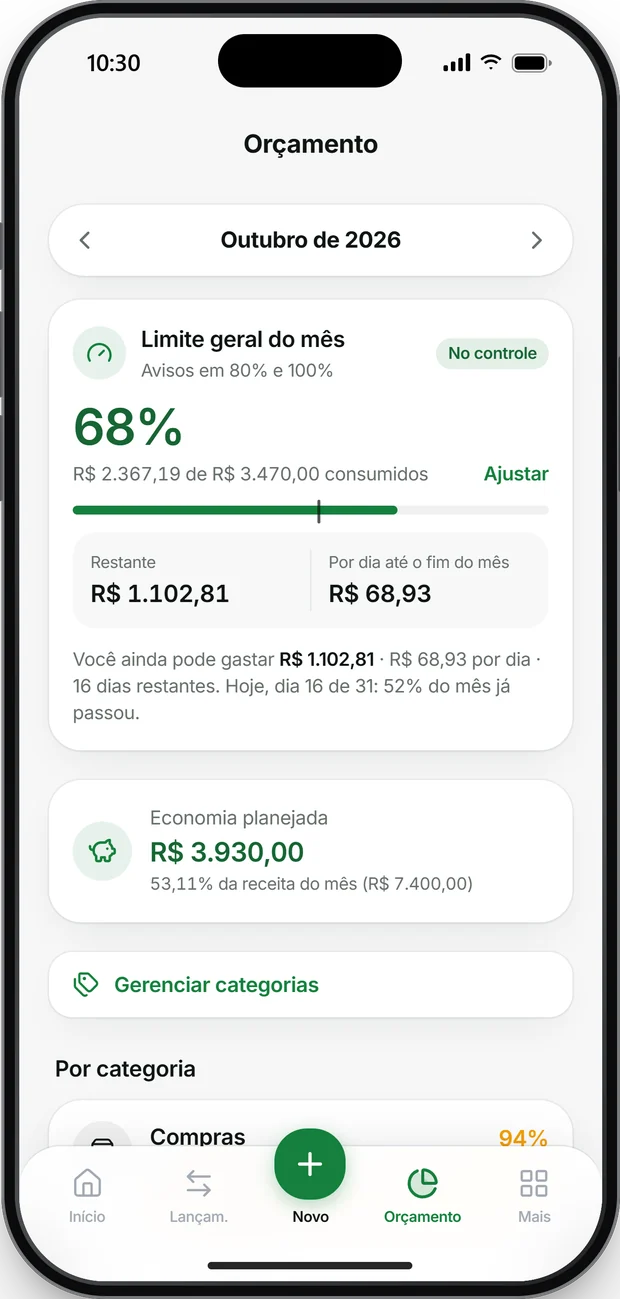 10:30
Orçamento
Outubro de 2026
Limite geral do mês
Avisos em 80% e 100%
No controle
68%
R$ 2.367,19 de R$ 3.470,00 consumidos
Ajustar
Restante
R$ 1.102,81
Por dia até o fim do mês
R$ 68,93
Você ainda pode gastar R$ 1.102,81 · R$ 68,93 por dia ·
16 dias restantes. Hoje, dia 16 de 31: 52% do mês já
passou.
Economia planejada
R$ 3.930,00
53,11% da receita do mês (R$ 7.400,00)
Gerenciar categorias
Por categoria
Compras
94%
Início
Lançam.
Novo
Orçamento
Mais